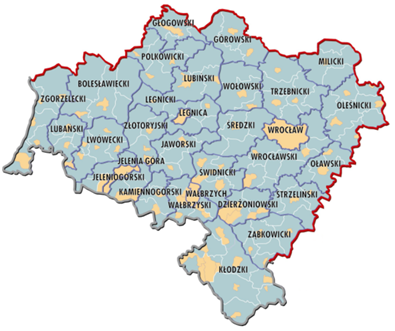 GŁOGOWSKI
GÓROWSKI
POLKOWICKI
MILICKI
BOLESŁAWIECKI
LUBIŃSKI
WOŁOWSKI
TRZEBNICKI
ZGORZELECKI
LEGNICKI
OLEŚNICKI
LEGNICA
LUBAŃSKI
ZŁOTORYJSKI
ŚREDZKI
WROCŁAW
LWOWECKI
JAWORSKI
JELENIA GÓRA
WROCŁAWSKI
OŁAWSKI
JELENIOGÓRSKI
ŚWIDNICKI
KAMIENNOGÓRSKI
WAŁBRZYCH
STRZELIŃSKI
WAŁBRZYSKI
DZIERŻONIOWSKI
ZĄBKOWICKI
KŁODZKI